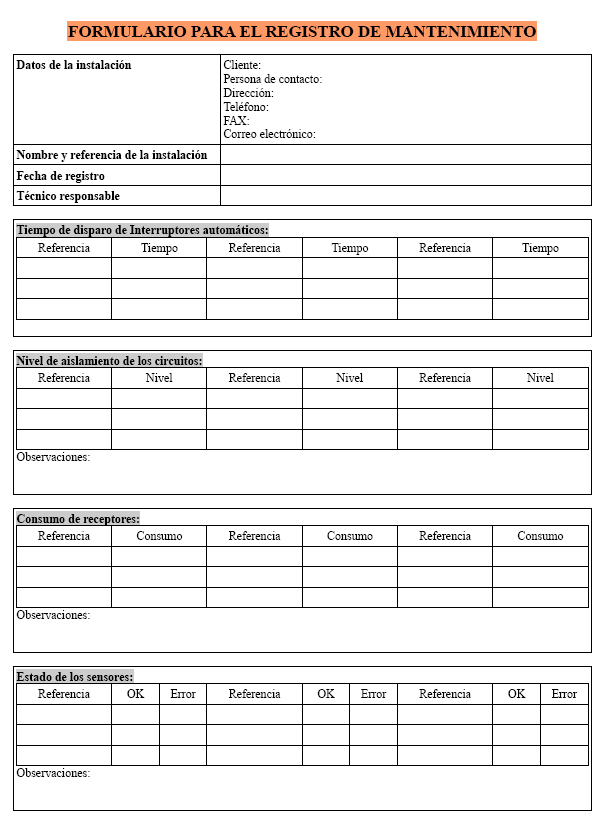 FORMULARIO PARA EL REGISTRO DE MANTENIMIENTO
Datos de la instalación
Cliente:
Persona de contacto:
Dirección:
Teléfono:
FAX:
Correo electrónico:
Nombre y referencia de la instalación
Fecha de registro
Técnico responsable
Tiempo de disparo de Interruptores automáticos:
Referencia Tiempo Referencia Tiempo Referencia Tiempo
Nivel de aislamiento de los circuitos:
Referencia Nivel Referencia Nivel Referencia Nivel
Observaciones:
Consumo de receptores:
Referencia Consumo Referencia Consumo Referencia Consumo
Observaciones:
Estado de los sensores:
Referencia OK Error Referencia OK Error Referencia OK Error
Observaciones: